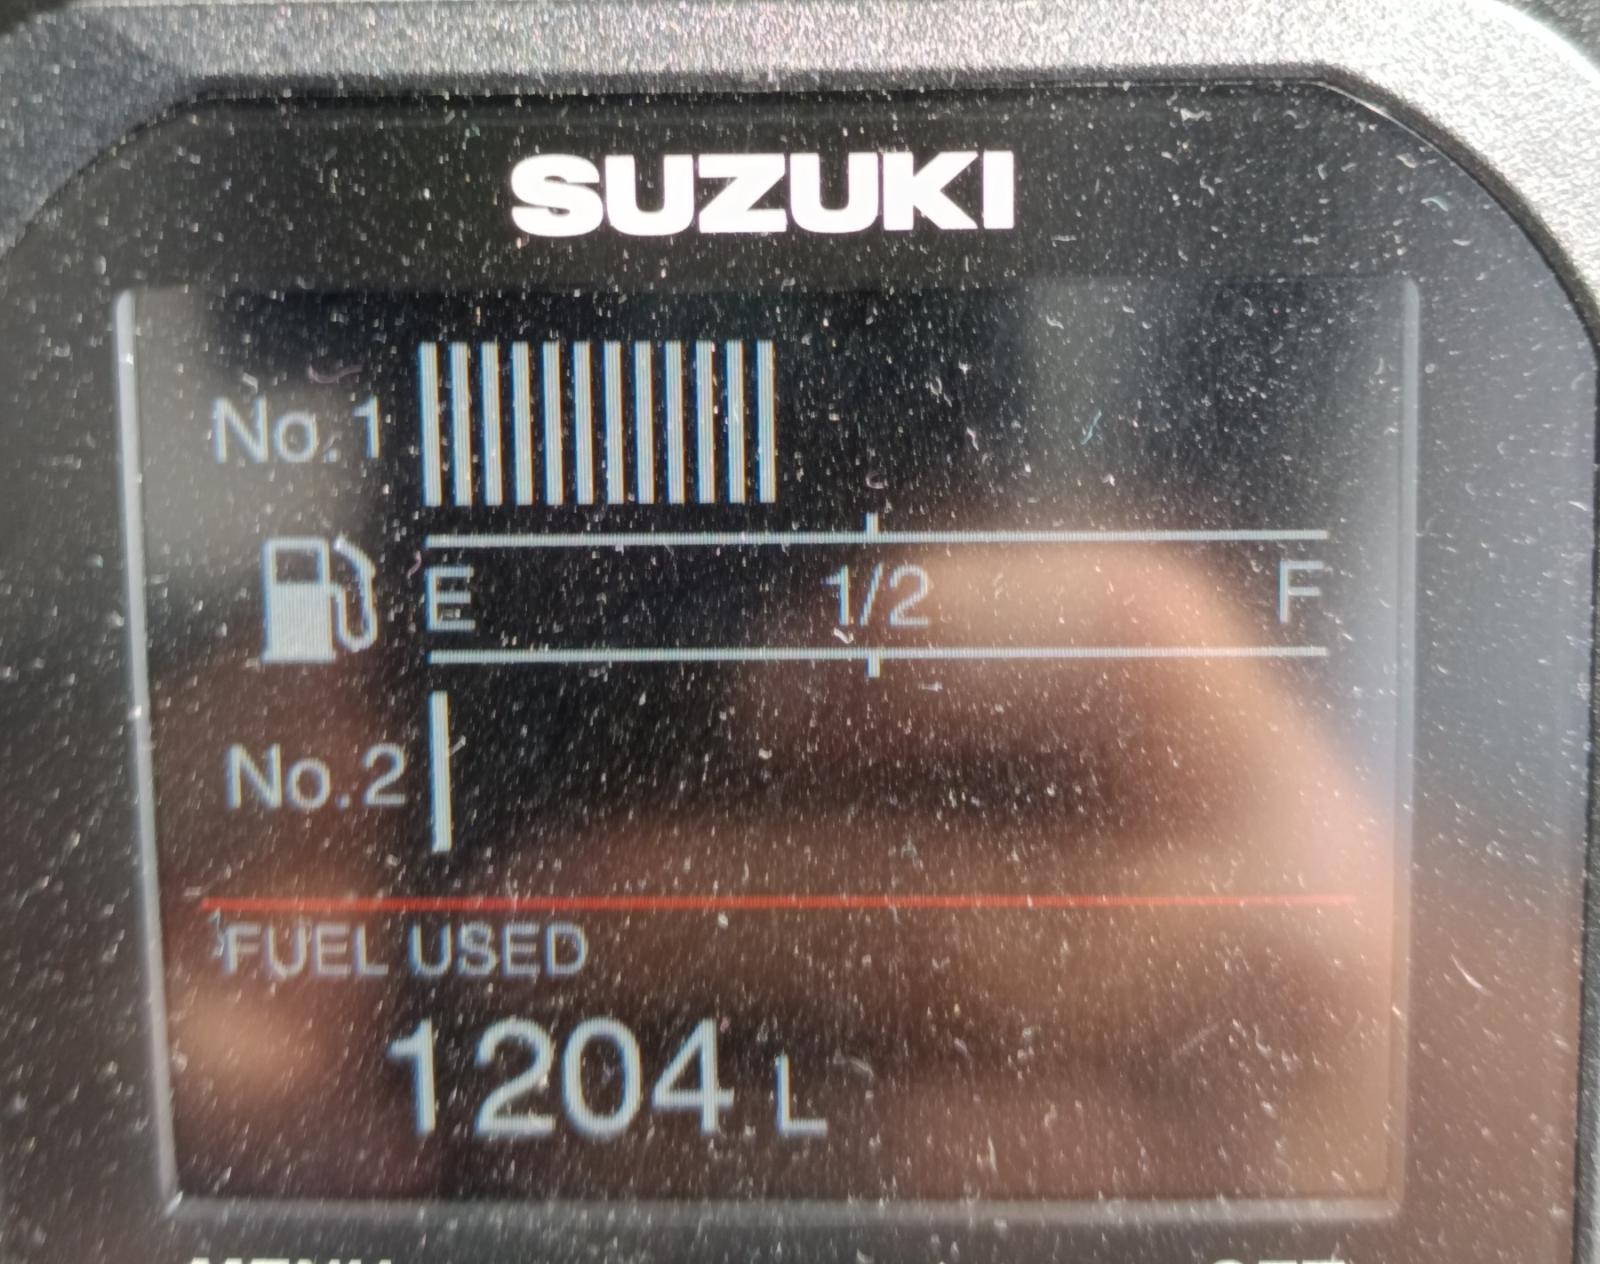 SUZUKI
No.1
E 1/2 F
No.2
FUEL USED
1204 L